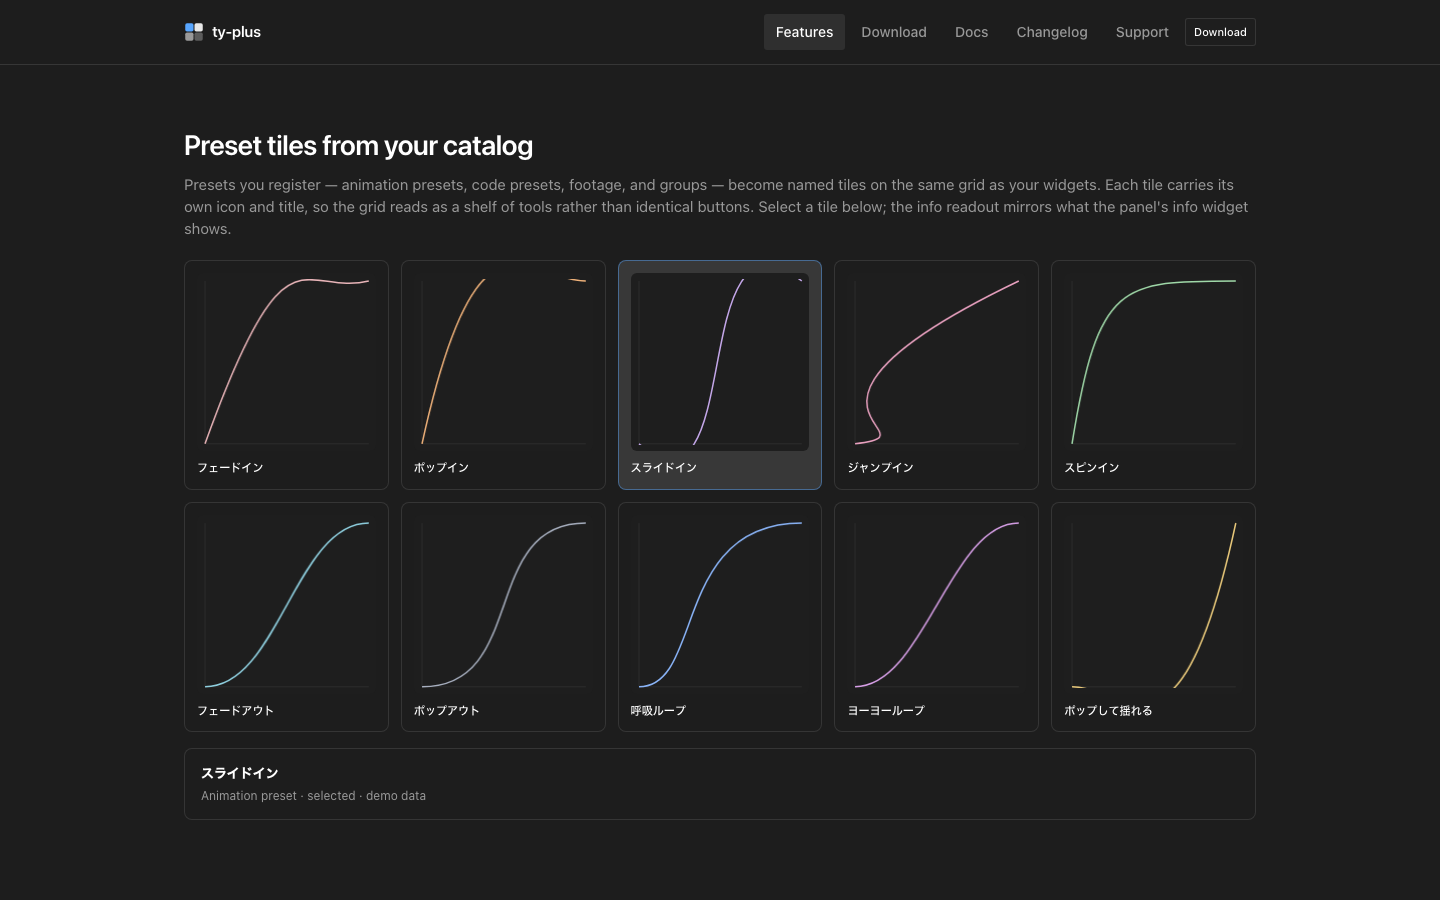 ty-plus
Features
Download
Docs
Changelog
Support
Download
Preset tiles from your catalog
Presets you register — animation presets, code presets, footage, and groups — become named tiles on the same grid as your widgets. Each tile carries its
own icon and title, so the grid reads as a shelf of tools rather than identical buttons. Select a tile below; the info readout mirrors what the panel's info widget
shows.
フェードイン
ポップイン
スライドイン
ジャンプイン
スピンイン
フェードアウト
ポップアウト
呼吸ループ
ヨーヨーループ
ポップして揺れる
スライドイン
Animation preset · selected · demo data